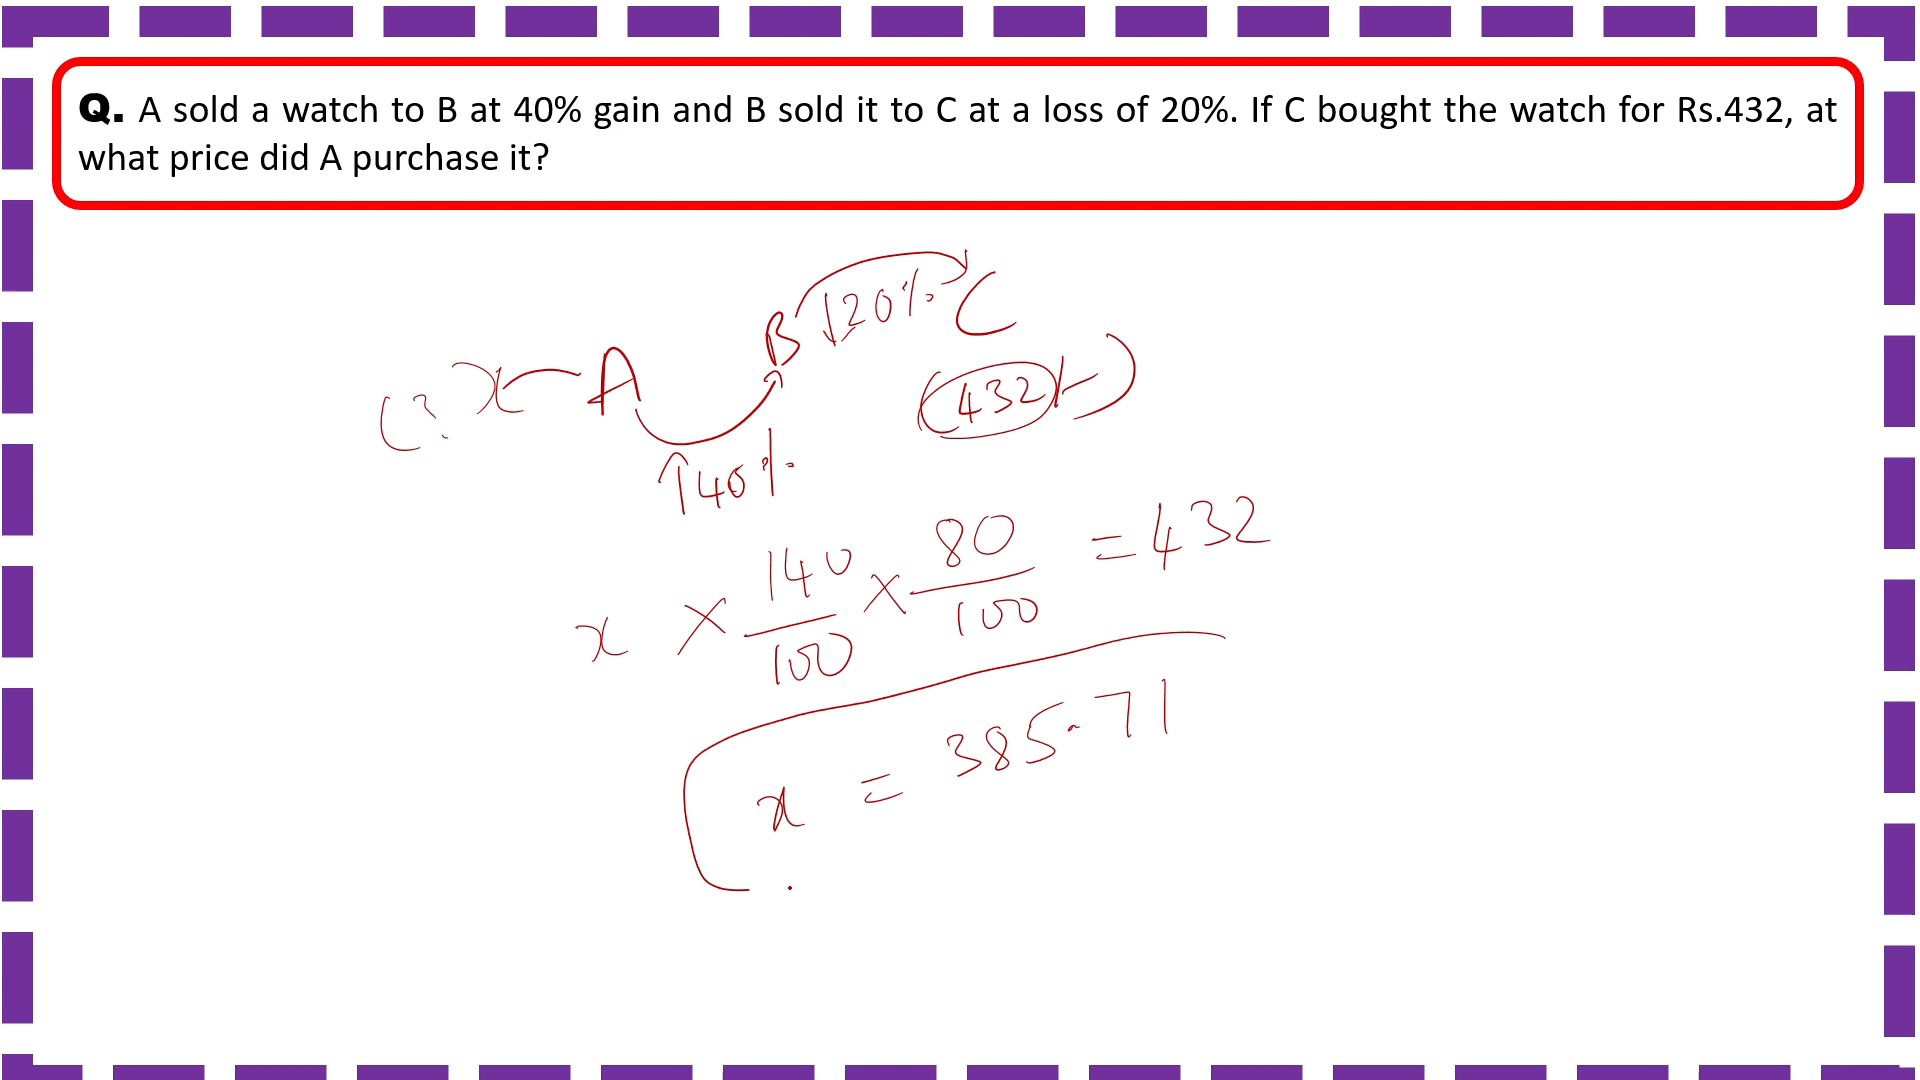 Q. A sold a watch to B at 40% gain and B sold it to C at a loss of 20%. If C bought the watch for Rs.432, at
what price did A purchase it?
B ↓20% C
(?) x — A
(432/-)
↑40%
x × 140/100 × 80/100 = 432
x = 385.71